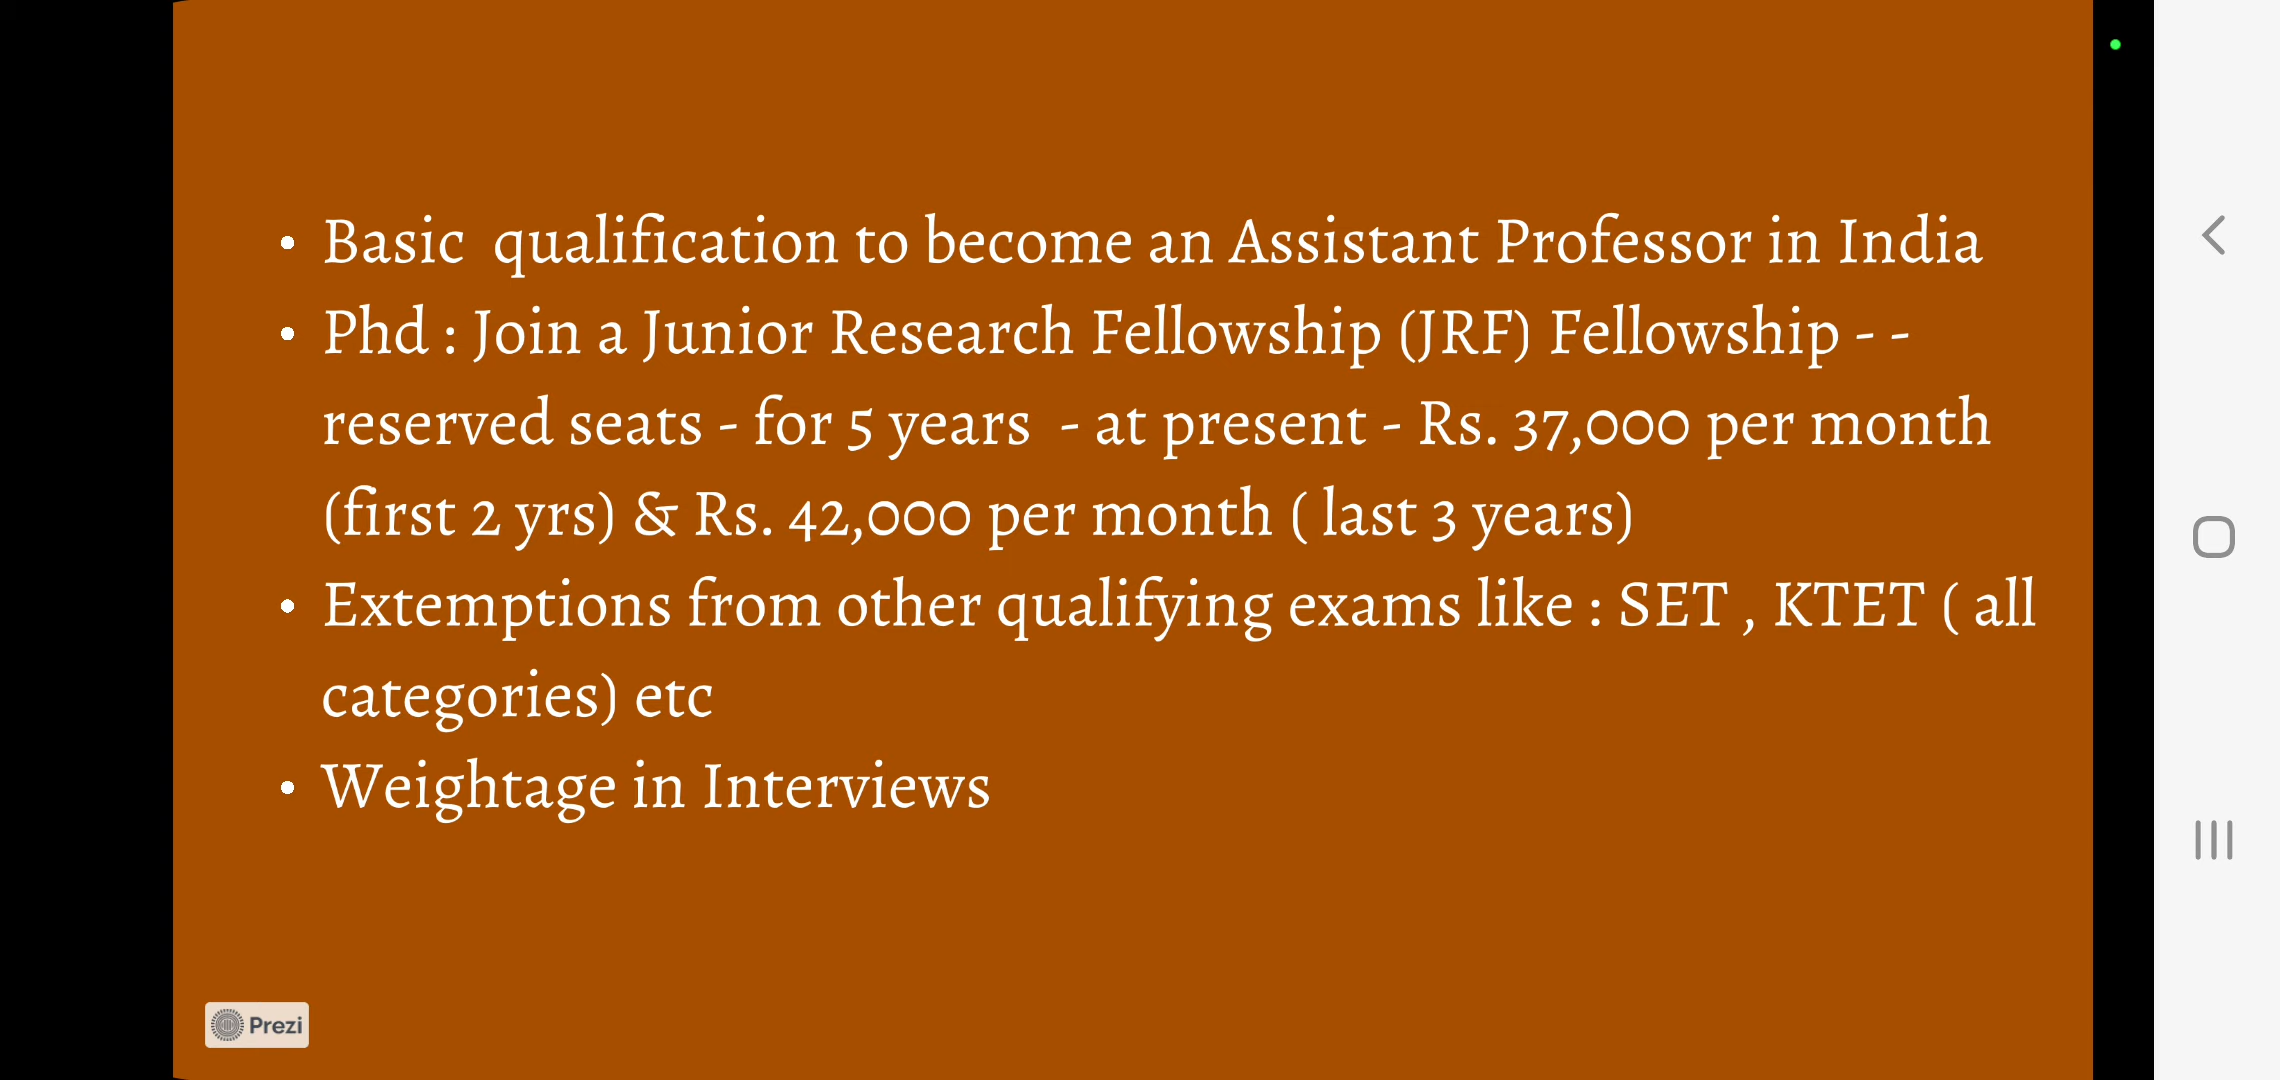 • Basic qualification to become an Assistant Professor in India
• Phd : Join a Junior Research Fellowship (JRF) Fellowship - -
reserved seats - for 5 years - at present - Rs. 37,000 per month
(first 2 yrs) & Rs. 42,000 per month ( last 3 years)
• Extemptions from other qualifying exams like : SET , KTET ( all
categories) etc
• Weightage in Interviews
Prezi